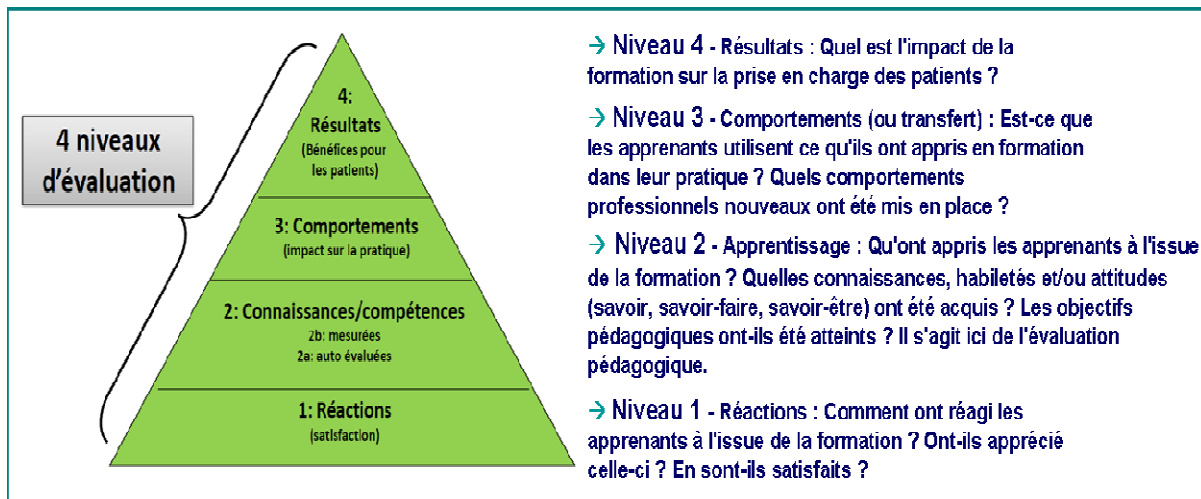 4 niveaux
d'évaluation
4:
Résultats
(Bénéfices pour
les patients)
3: Comportements
(impact sur la pratique)
2: Connaissances/compétences
2b: mesurées
2a: auto évaluées
1: Réactions
(satisfaction)
→ Niveau 4 - Résultats : Quel est l'impact de la
formation sur la prise en charge des patients ?
→ Niveau 3 - Comportements (ou transfert) : Est-ce que
les apprenants utilisent ce qu'ils ont appris en formation
dans leur pratique ? Quels comportements
professionnels nouveaux ont été mis en place ?
→ Niveau 2 - Apprentissage : Qu'ont appris les apprenants à l'issue
de la formation ? Quelles connaissances, habiletés et/ou attitudes
(savoir, savoir-faire, savoir-être) ont été acquis ? Les objectifs
pédagogiques ont-ils été atteints ? Il s'agit ici de l'évaluation
pédagogique.
→ Niveau 1 - Réactions : Comment ont réagi les
apprenants à l'issue de la formation ? Ont-ils apprécié
celle-ci ? En sont-ils satisfaits ?